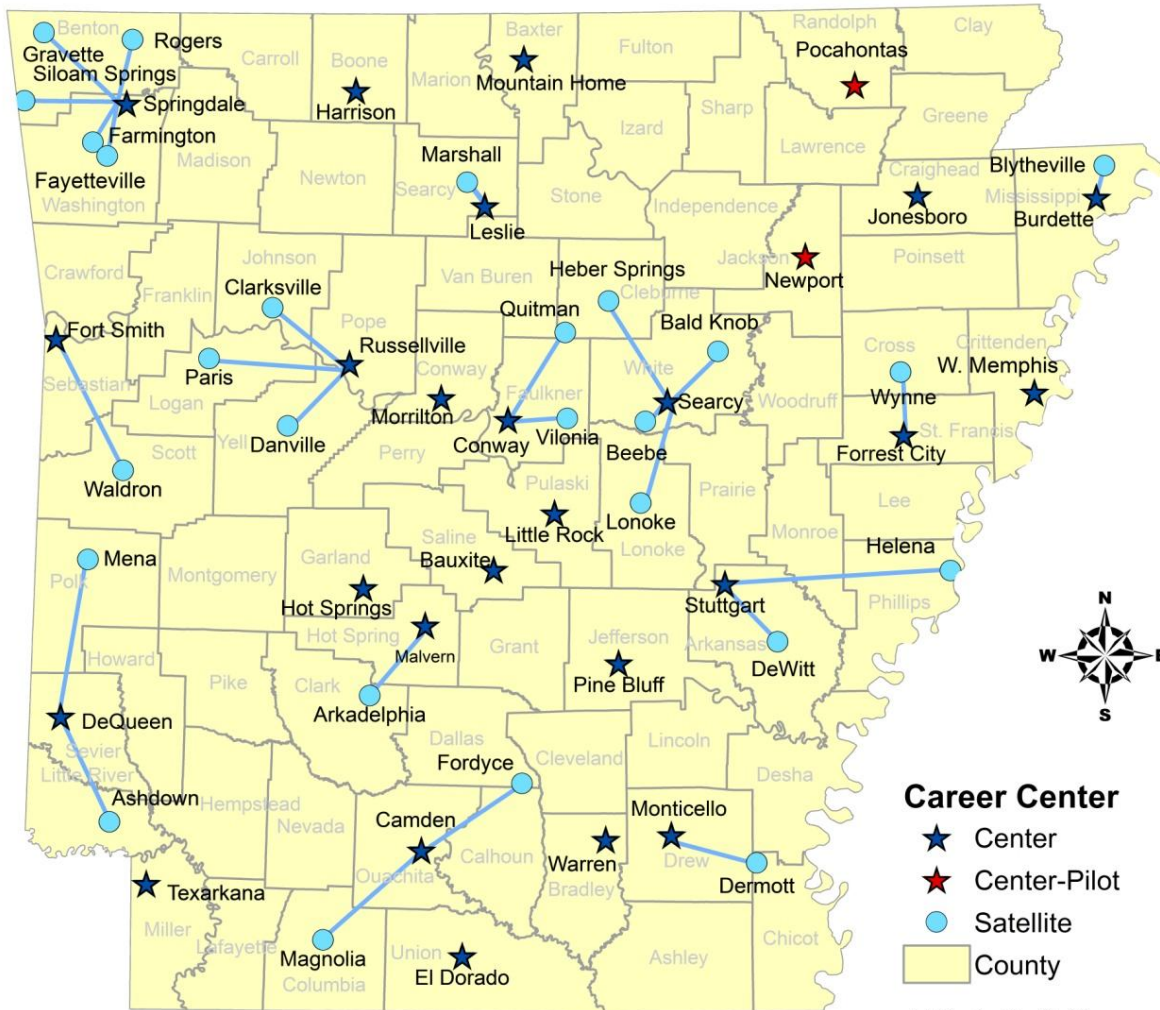 Benton
Rogers
Gravette
Siloam Springs
Springdale
Farmington
Fayetteville
Washington
Carroll
Boone
Harrison
Madison
Newton
Marion
Baxter
Mountain Home
Fulton
Randolph
Pocahontas
Clay
Sharp
Greene
Izard
Lawrence
Marshall
Searcy
Leslie
Stone
Independence
Craighead
Jonesboro
Blytheville
Mississippi
Burdette
Jackson
Newport
Poinsett
Crawford
Franklin
Johnson
Clarksville
Van Buren
Heber Springs
Cleburne
Quitman
Bald Knob
Fort Smith
Pope
Russellville
Paris
Sebastian
Logan
Conway
Morrilton
Faulkner
Conway
Vilonia
White
Searcy
Beebe
Woodruff
Cross
Wynne
Crittenden
W. Memphis
St. Francis
Forrest City
Danville
Yell
Scott
Waldron
Perry
Pulaski
Little Rock
Lonoke
Lonoke
Prairie
Monroe
Lee
Helena
Phillips
Mena
Polk
Montgomery
Garland
Hot Springs
Saline
Bauxite
Hot Spring
Malvern
Grant
Jefferson
Pine Bluff
Stuttgart
Arkansas
DeWitt
Howard
Pike
Clark
Arkadelphia
DeQueen
Sevier
Little River
Ashdown
Dallas
Fordyce
Cleveland
Lincoln
Desha
Hempstead
Nevada
Camden
Ouachita
Calhoun
Warren
Bradley
Monticello
Drew
Dermott
Texarkana
Miller
Lafayette
Magnolia
Columbia
Union
El Dorado
Ashley
Chicot
N
W
E
S
Career Center
Center
Center-Pilot
Satellite
County